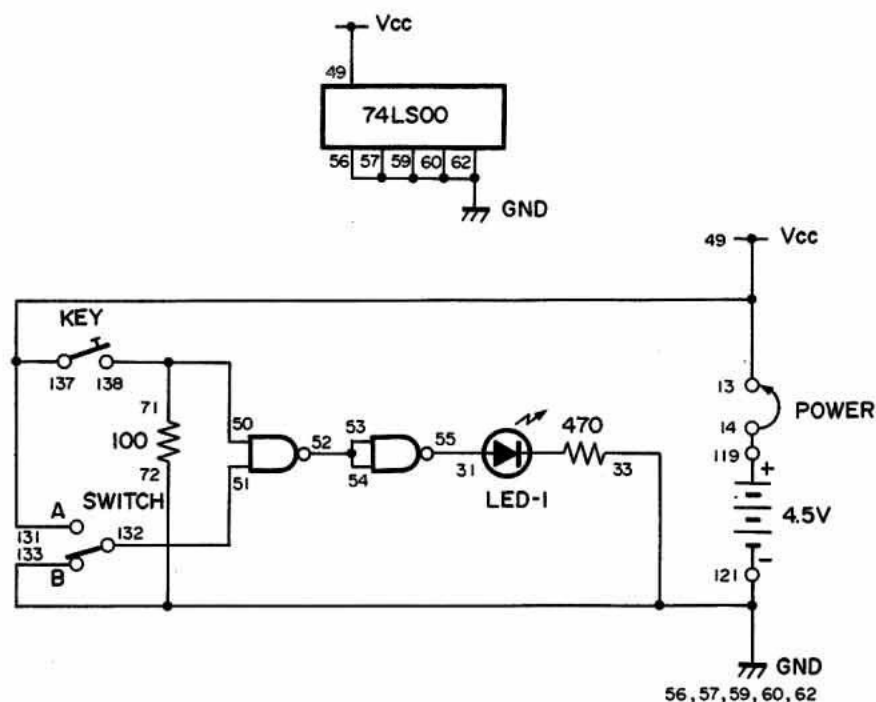 Vcc
49
74LS00
56 57 59 60 62
GND
49 Vcc
KEY
137 138
13
POWER
14
71
100
72
50
51
52
53
54
55
31
LED-1
470
33
119
+
4.5V
-
121
SWITCH
A
131
132
133
B
GND
56, 57, 59, 60, 62